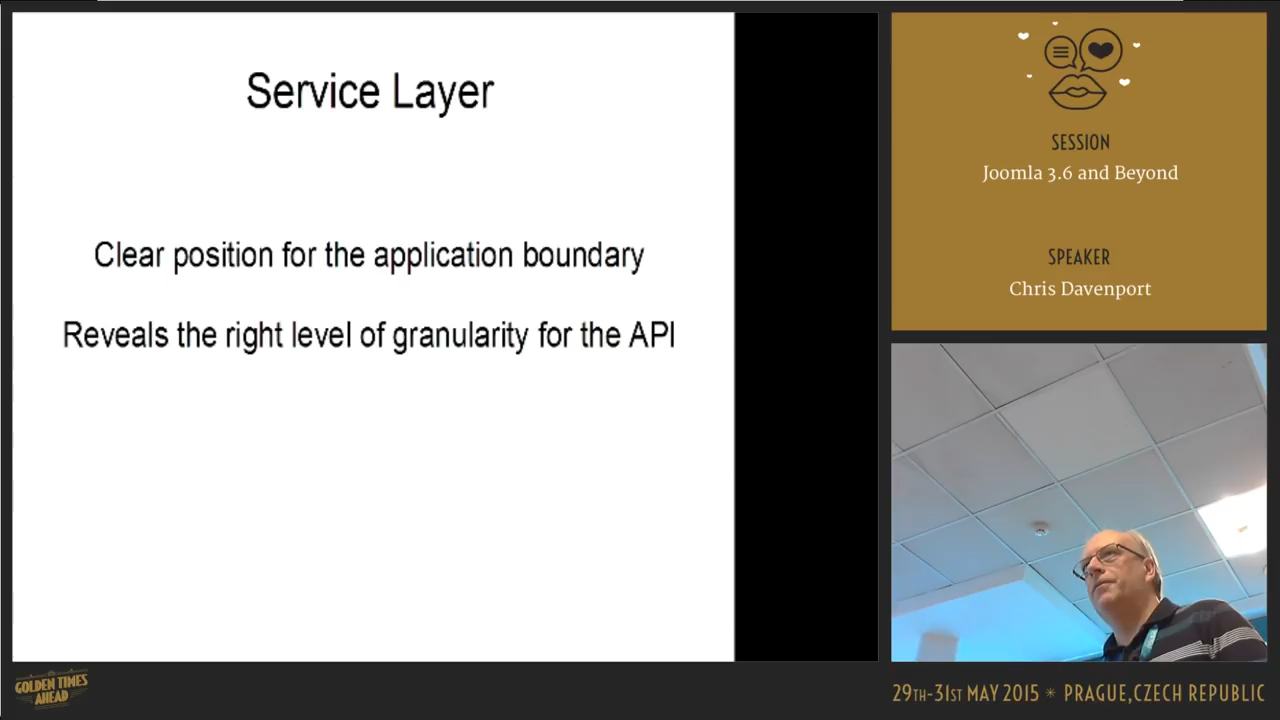 Service Layer
Clear position for the application boundary
Reveals the right level of granularity for the API
SESSION
Joomla 3.6 and Beyond
SPEAKER
Chris Davenport
GOLDEN TIMES
AHEAD
29TH-31ST MAY 2015 * PRAGUE, CZECH REPUBLIC